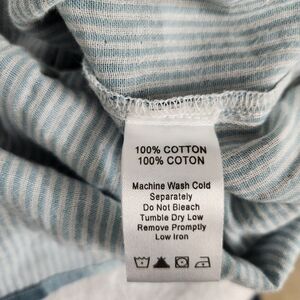 100% COTTON
100% COTON
Machine Wash Cold
Separately
Do Not Bleach
Tumble Dry Low
Remove Promptly
Low Iron